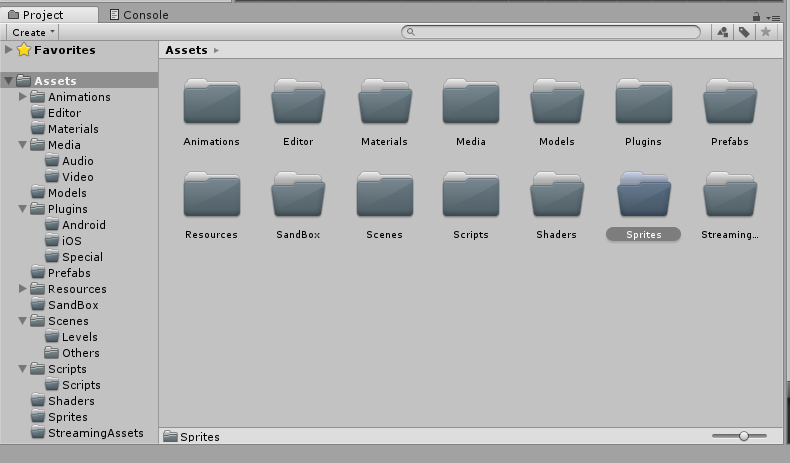 Project Console
Create
Favorites
Assets
Animations
Editor
Materials
Media
Audio
Video
Models
Plugins
Android
iOS
Special
Prefabs
Resources
SandBox
Scenes
Levels
Others
Scripts
Scripts
Shaders
Sprites
StreamingAssets
Assets
Animations Editor Materials Media Models Plugins Prefabs
Resources SandBox Scenes Scripts Shaders Sprites Streaming...
Sprites